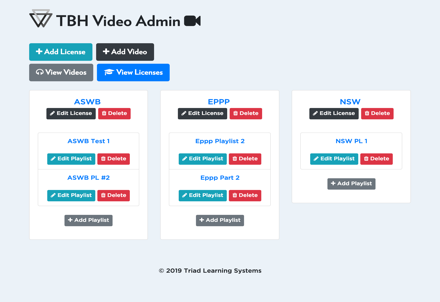 TBH Video Admin
Add License
Add Video
View Videos
View Licenses
ASWB
Edit License
Delete
ASWB Test 1
Edit Playlist
Delete
ASWB PL #2
Edit Playlist
Delete
Add Playlist
EPPP
Edit License
Delete
Eppp Playlist 2
Edit Playlist
Delete
Eppp Part 2
Edit Playlist
Delete
Add Playlist
NSW
Edit License
Delete
NSW PL 1
Edit Playlist
Delete
Add Playlist
© 2019 Triad Learning Systems